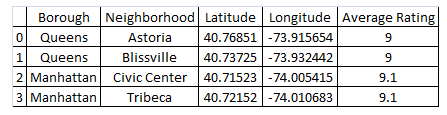 Borough Neighborhood Latitude Longitude Average Rating
0 Queens Astoria 40.76851 -73.915654 9
1 Queens Blissville 40.73725 -73.932442 9
2 Manhattan Civic Center 40.71523 -74.005415 9.1
3 Manhattan Tribeca 40.72152 -74.010683 9.1